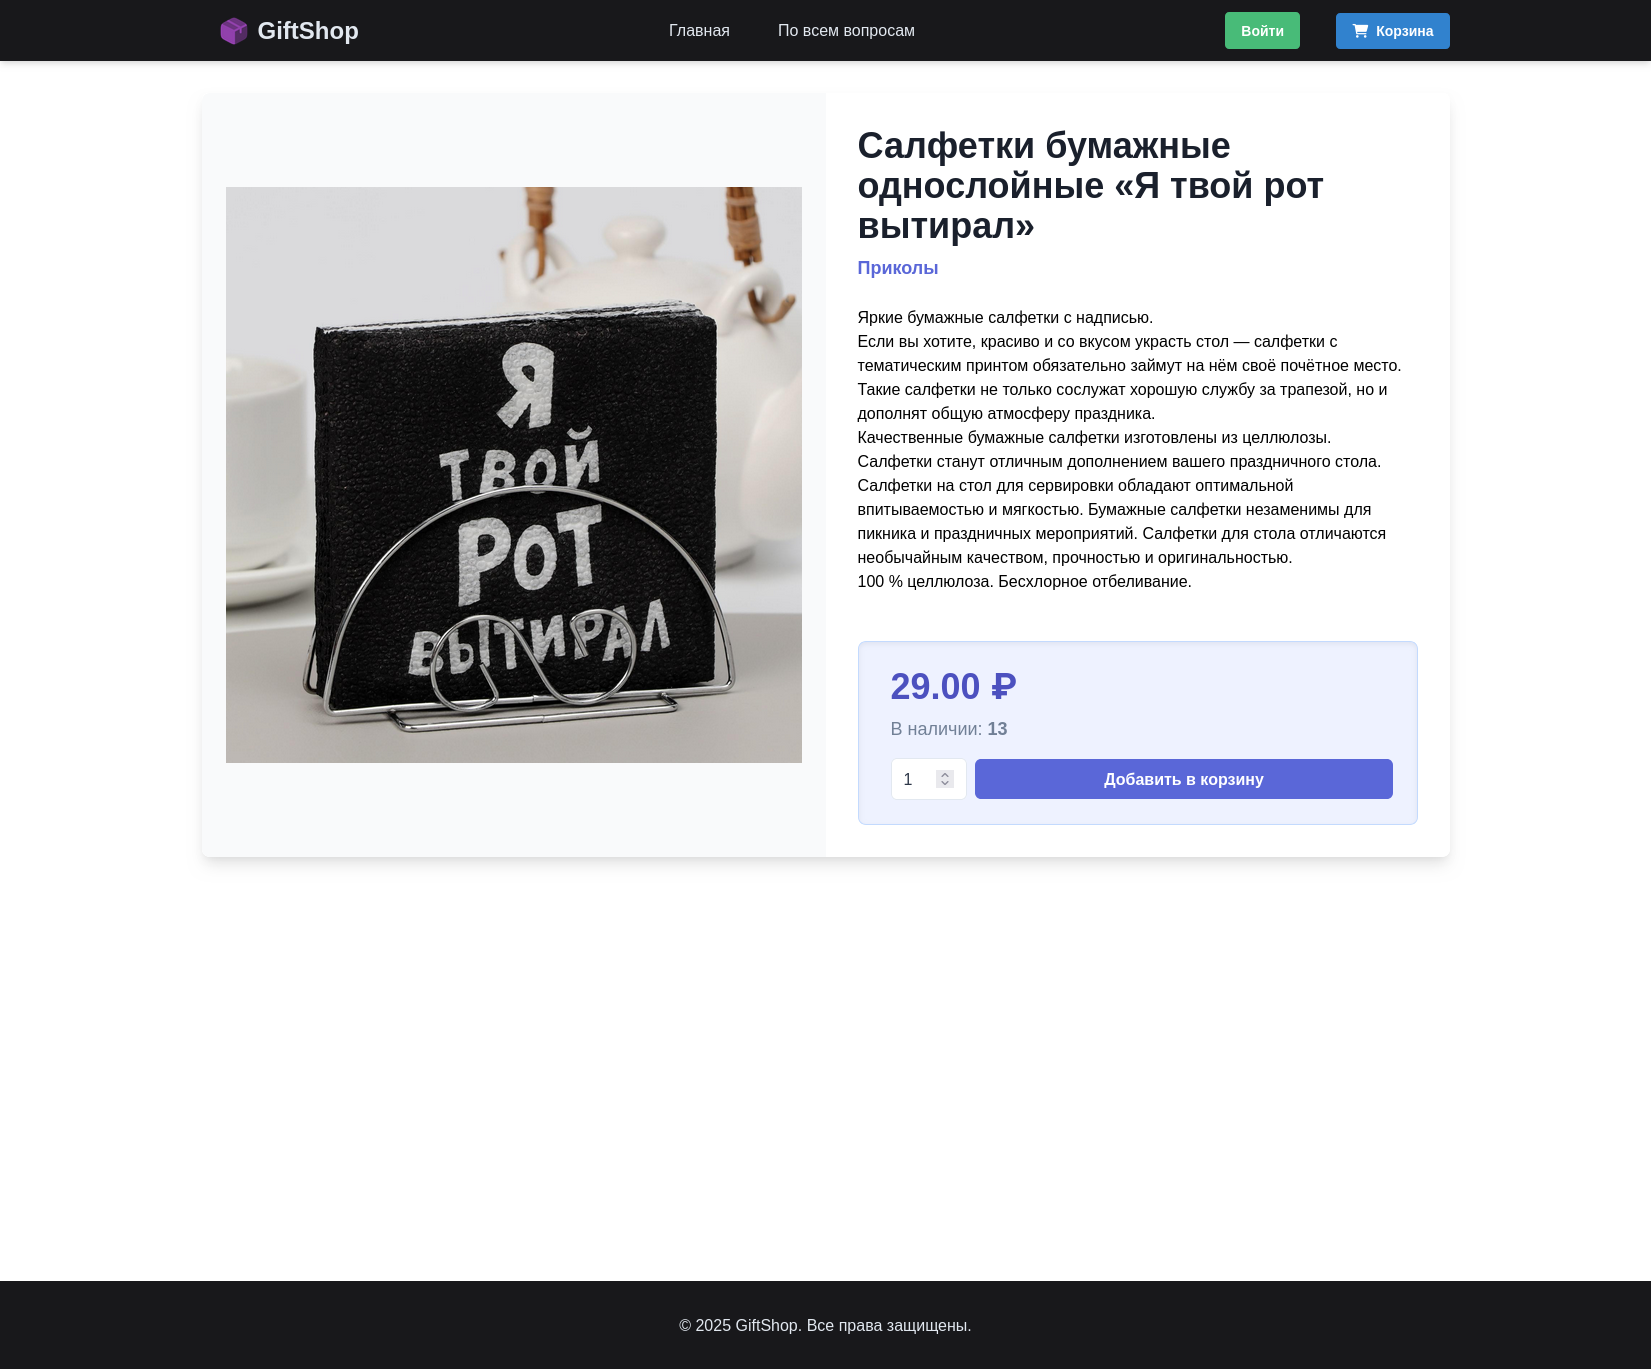 GiftShop
Главная
По всем вопросам
Войти
Корзина
Я
ТВОЙ
РОТ
ВЫТИРАЛ
Салфетки бумажные
однослойные «Я твой рот
вытирал»
Приколы
Яркие бумажные салфетки с надписью.
Если вы хотите, красиво и со вкусом украсть стол — салфетки с
тематическим принтом обязательно займут на нём своё почётное место.
Такие салфетки не только сослужат хорошую службу за трапезой, но и
дополнят общую атмосферу праздника.
Качественные бумажные салфетки изготовлены из целлюлозы.
Салфетки станут отличным дополнением вашего праздничного стола.
Салфетки на стол для сервировки обладают оптимальной
впитываемостью и мягкостью. Бумажные салфетки незаменимы для
пикника и праздничных мероприятий. Салфетки для стола отличаются
необычайным качеством, прочностью и оригинальностью.
100 % целлюлоза. Бесхлорное отбеливание.
29.00 ₽
В наличии: 13
1
Добавить в корзину
© 2025 GiftShop. Все права защищены.